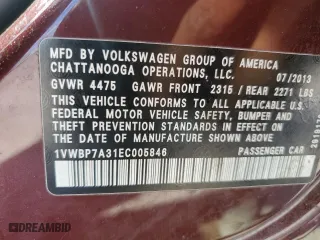 MFD BY VOLKSWAGEN GROUP OF AMERICA
CHATTANOOGA OPERATIONS, LLC. 07/2013
GVWR 4475 GAWR FRONT 2315 / REAR 2271 LBS
THIS VEHICLE CONFORMS TO ALL APPLICABLE U.S.
FEDERAL MOTOR VEHICLE SAFETY, BUMPER, AND
THEFT PREVENTION STANDARDS IN EFFECT ON
THE DATE OF MANUFACTURE SHOWN ABOVE.
1VWBP7A31EC005846 PASSENGER CAR